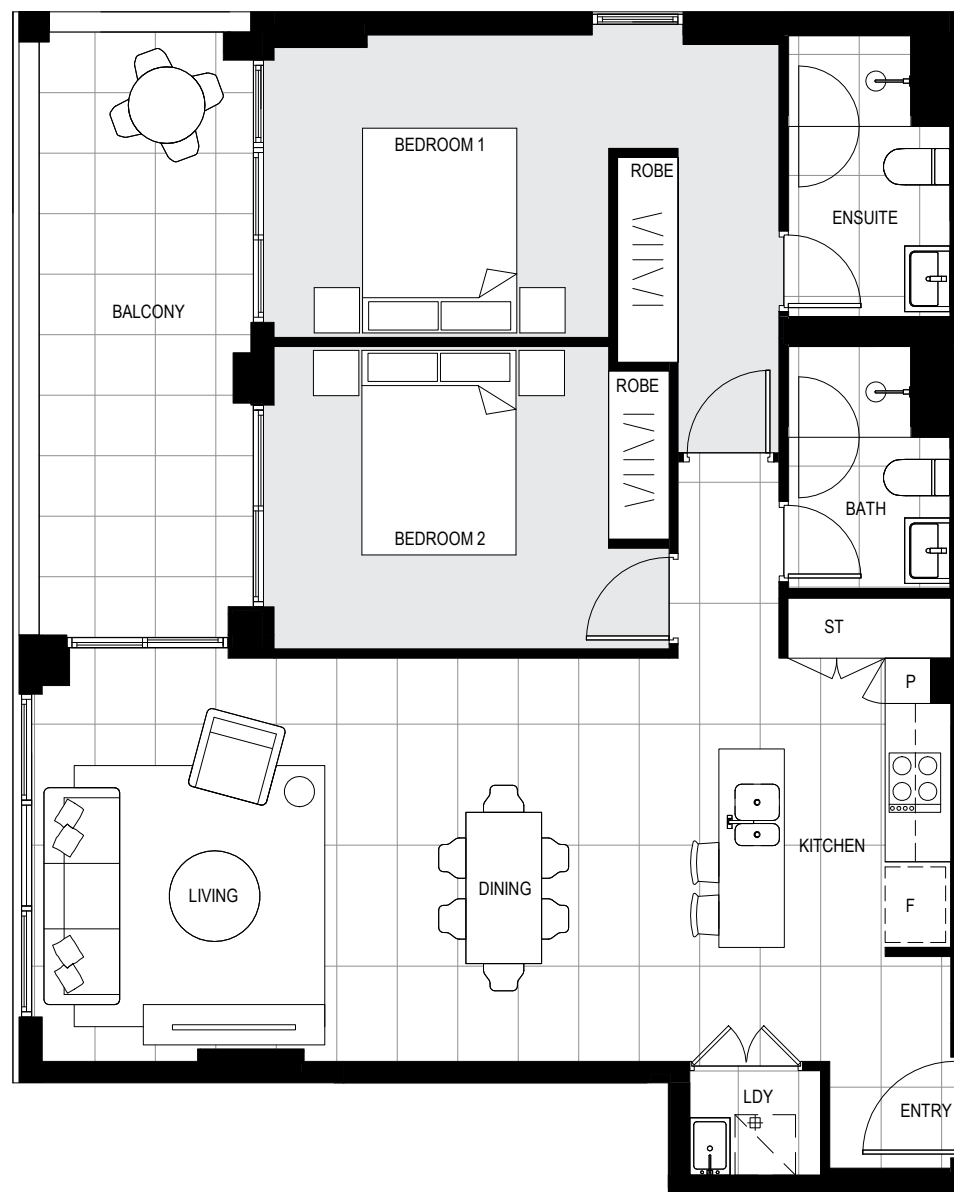 BEDROOM 1
ROBE
ENSUITE
BALCONY
ROBE
BATH
BEDROOM 2
ST
P
KITCHEN
LIVING
DINING
F
LDY
ENTRY